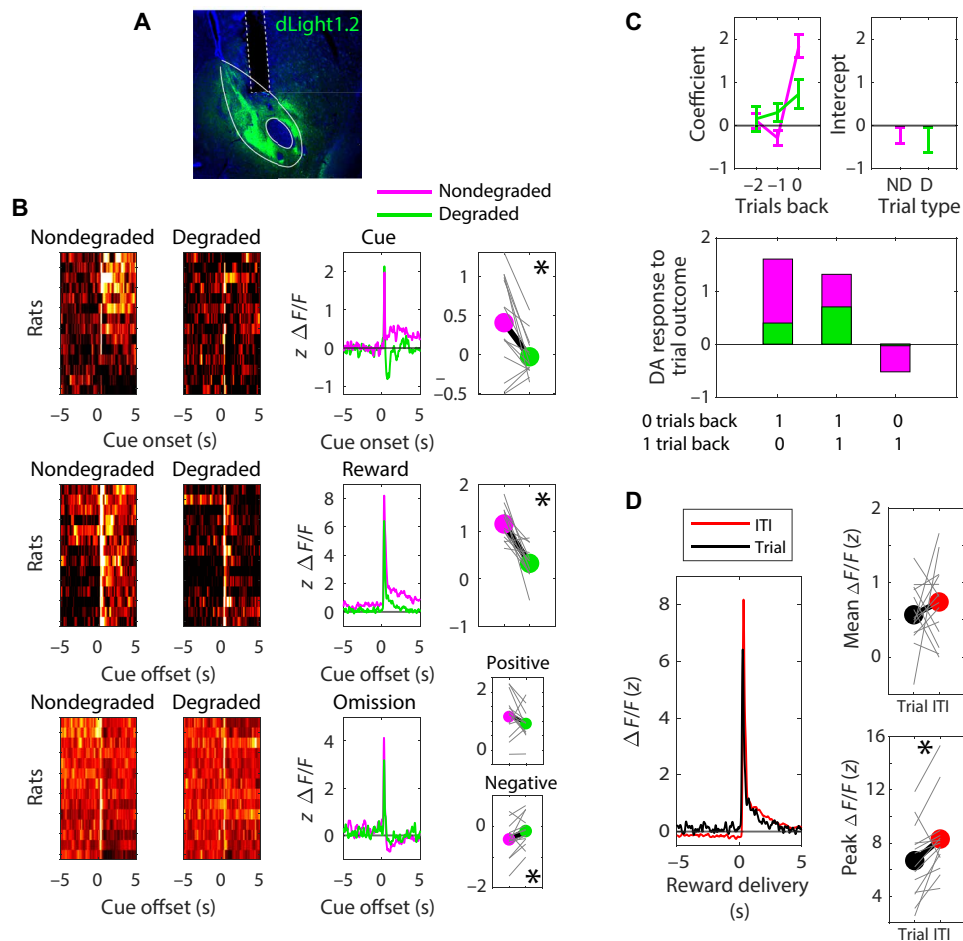 A
dLight1.2
Nondegraded
Degraded
B
Nondegraded Degraded
Rats
−5 0 5 −5 0 5
Cue onset (s)
Cue
z ΔF/F
2
1
0
−1
−5 0 5
Cue onset (s)
*
1
0.5
0
−0.5
Nondegraded Degraded
Rats
−5 0 5 −5 0 5
Cue offset (s)
Reward
z ΔF/F
8
6
4
2
0
−5 0 5
Cue offset (s)
*
2
1
0
−1
Nondegraded Degraded
Rats
−5 0 5 −5 0 5
Cue offset (s)
Omission
z ΔF/F
6
4
2
0
−5 0 5
Cue offset (s)
Positive
2
0
Negative
0
−2
*
C
Coefficient
2
1
0
−1
−2 −1 0
Trials back
Intercept
2
1
0
−1
ND D
Trial type
DA response to
trial outcome
2
1
0
−1
0 trials back 1 1 0
1 trial back 0 1 1
D
ITI
Trial
ΔF/F (z)
8
6
4
2
0
−5 0 5
Reward delivery
(s)
Mean ΔF/F (z)
2
1
0
Trial ITI
Peak ΔF/F (z)
16
12
8
4
*
Trial ITI